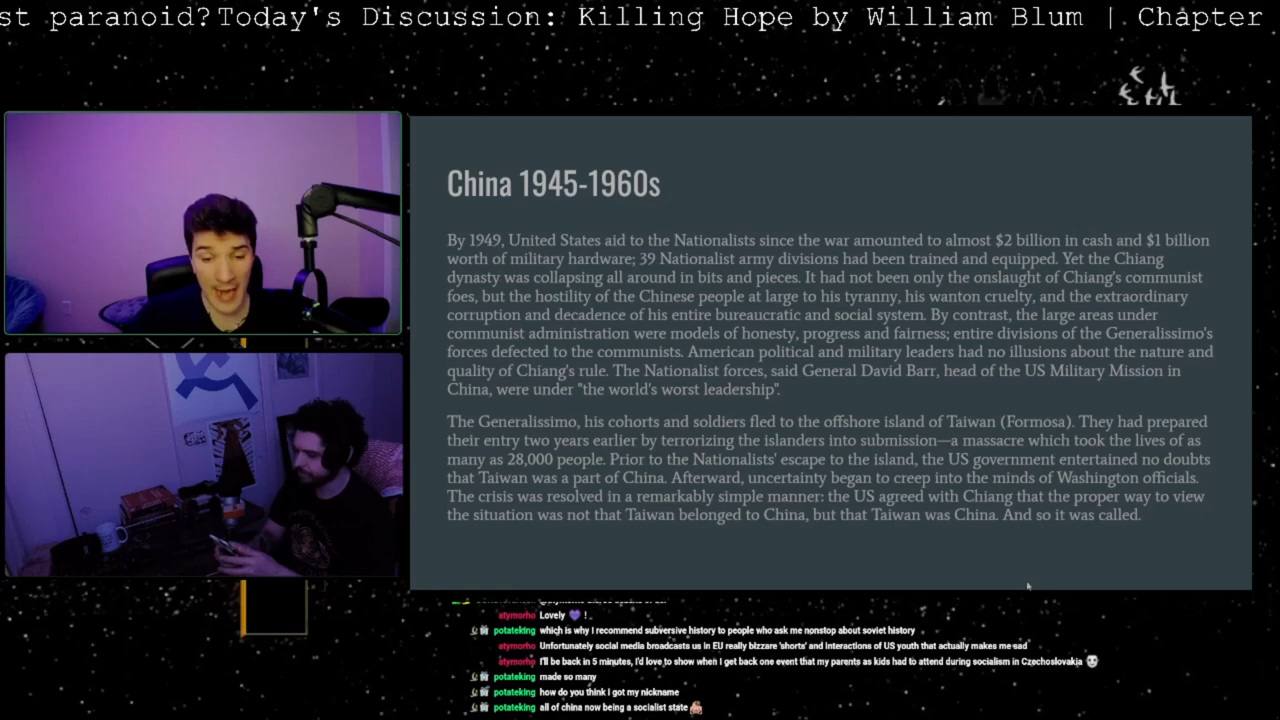 st paranoid?Today's Discussion: Killing Hope by William Blum | Chapter
China 1945-1960s
By 1949, United States aid to the Nationalists since the war amounted to almost $2 billion in cash and $1 billion
worth of military hardware; 39 Nationalist army divisions had been trained and equipped. Yet the Chiang
dynasty was collapsing all around in bits and pieces. It had not been only the onslaught of Chiang's communist
foes, but the hostility of the Chinese people at large to his tyranny, his wanton cruelty, and the extraordinary
corruption and decadence of his entire bureaucratic and social system. By contrast, the large areas under
communist administration were models of honesty, progress and fairness; entire divisions of the Generalissimo's
forces defected to the communists. American political and military leaders had no illusions about the nature and
quality of Chiang's rule. The Nationalist forces, said General David Barr, head of the US Military Mission in
China, were under "the world's worst leadership".
The Generalissimo, his cohorts and soldiers fled to the offshore island of Taiwan (Formosa). They had prepared
their entry two years earlier by terrorizing the islanders into submission—a massacre which took the lives of as
many as 28,000 people. Prior to the Nationalists' escape to the island, the US government entertained no doubts
that Taiwan was a part of China. Afterward, uncertainty began to creep into the minds of Washington officials.
The crisis was resolved in a remarkably simple manner: the US agreed with Chiang that the proper way to view
the situation was not that Taiwan belonged to China, but that Taiwan was China. And so it was called.
atymorho Lovely 💜 !
potateking which is why I recommend subversive history to people who ask me nonstop about soviet history
atymorho Unfortunately social media broadcasts us in EU really bizzare 'shorts' and interactions of US youth that actually makes me sad
atymorho I'll be back in 5 minutes, I'd love to show when I get back one event that my parents as kids had to attend during socialism in Czechoslovakia
potateking made so many
potateking how do you think I got my nickname
potateking all of china now being a socialist state